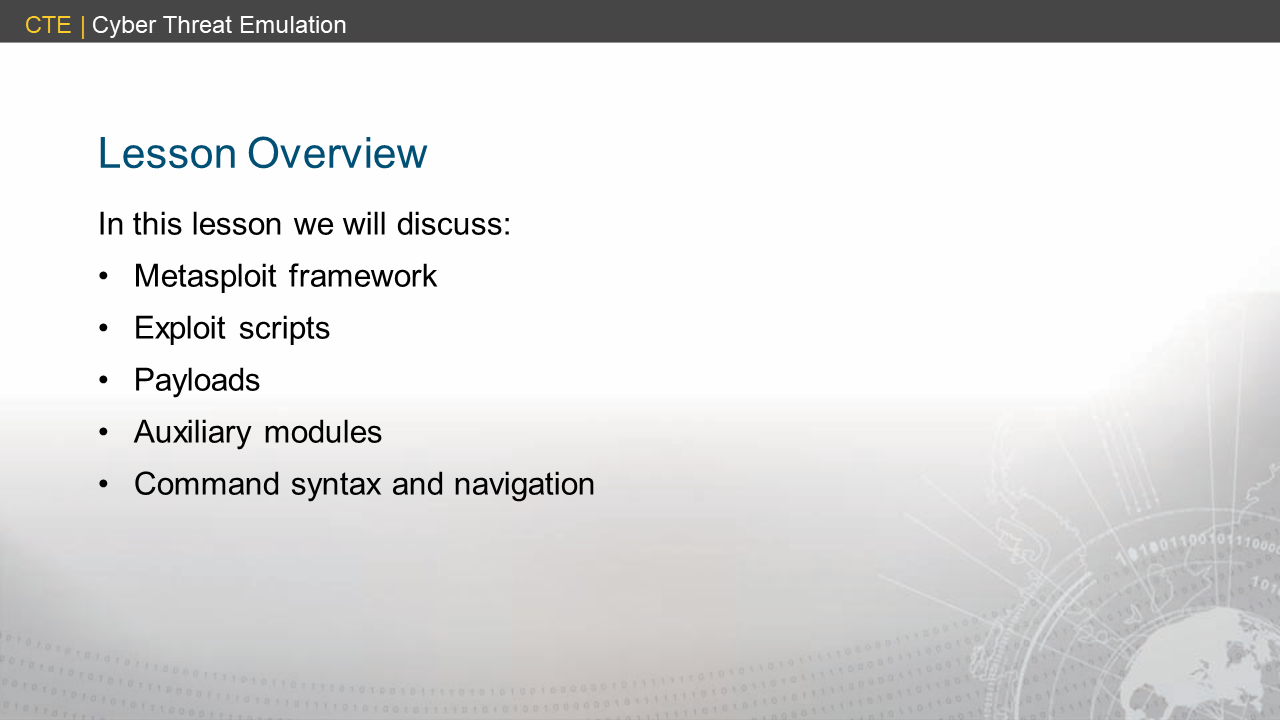 CTE | Cyber Threat Emulation
Lesson Overview
In this lesson we will discuss:
• Metasploit framework
• Exploit scripts
• Payloads
• Auxiliary modules
• Command syntax and navigation